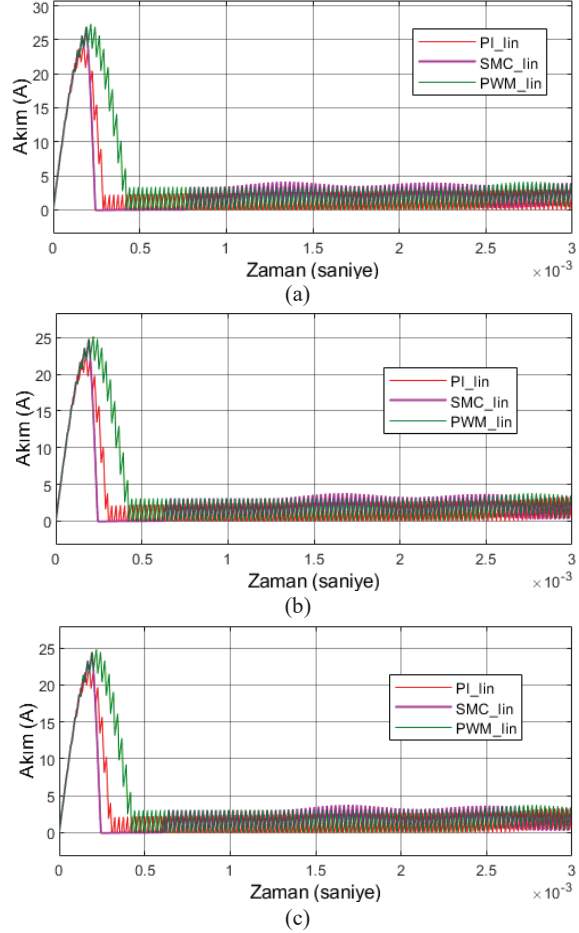 30
25
20
15
10
5
0
Akım (A)
PI_lin
SMC_lin
PWM_lin
0
0.5
1
1.5
2
2.5
3
Zaman (saniye)
× 10⁻³
(a)
25
20
15
10
5
0
Akım (A)
PI_lin
SMC_lin
PWM_lin
0
0.5
1
1.5
2
2.5
3
Zaman (saniye)
× 10⁻³
(b)
25
20
15
10
5
0
Akım (A)
PI_lin
SMC_lin
PWM_lin
0
0.5
1
1.5
2
2.5
3
Zaman (saniye)
× 10⁻³
(c)